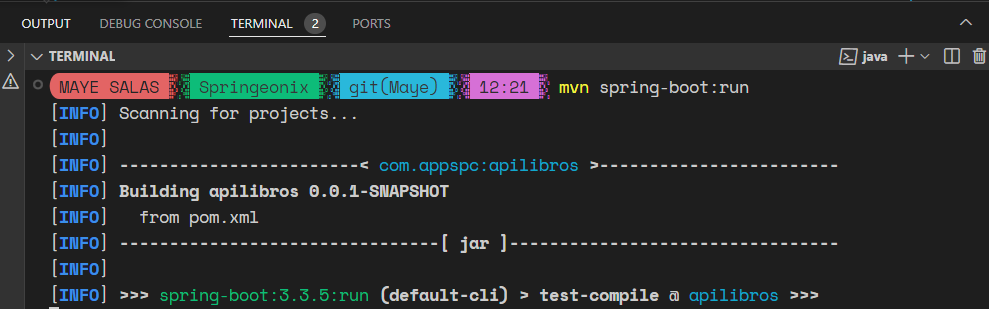 OUTPUT DEBUG CONSOLE TERMINAL 2 PORTS
TERMINAL java
MAYE SALAS Springeonix git(Maye) 12:21 mvn spring-boot:run
[INFO] Scanning for projects...
[INFO]
[INFO] ------------------------< com.appspc:apilibros >------------------------
[INFO] Building apilibros 0.0.1-SNAPSHOT
[INFO]   from pom.xml
[INFO] --------------------------------[ jar ]---------------------------------
[INFO]
[INFO] >>> spring-boot:3.3.5:run (default-cli) > test-compile @ apilibros >>>